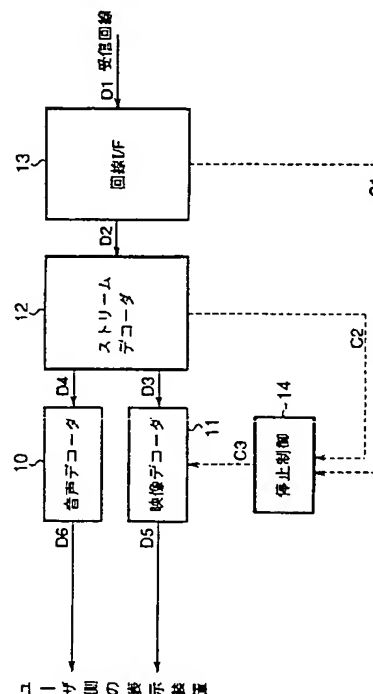 ユーザ側の表示装置
D6
10
音声デコーダ
D4
12
ストリーム
デコーダ
D2
13
回線I/F
D1 受信回線
D5
映像デコーダ
11
D3
C3
停止制御
14
C2